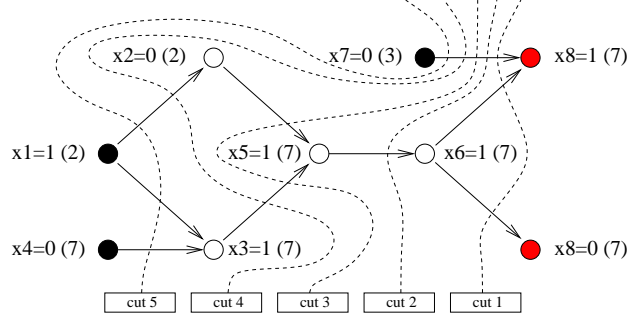 x2=0 (2) x7=0 (3) x8=1 (7)
x1=1 (2) x5=1 (7) x6=1 (7)
x4=0 (7) x3=1 (7) x8=0 (7)
cut 5 cut 4 cut 3 cut 2 cut 1